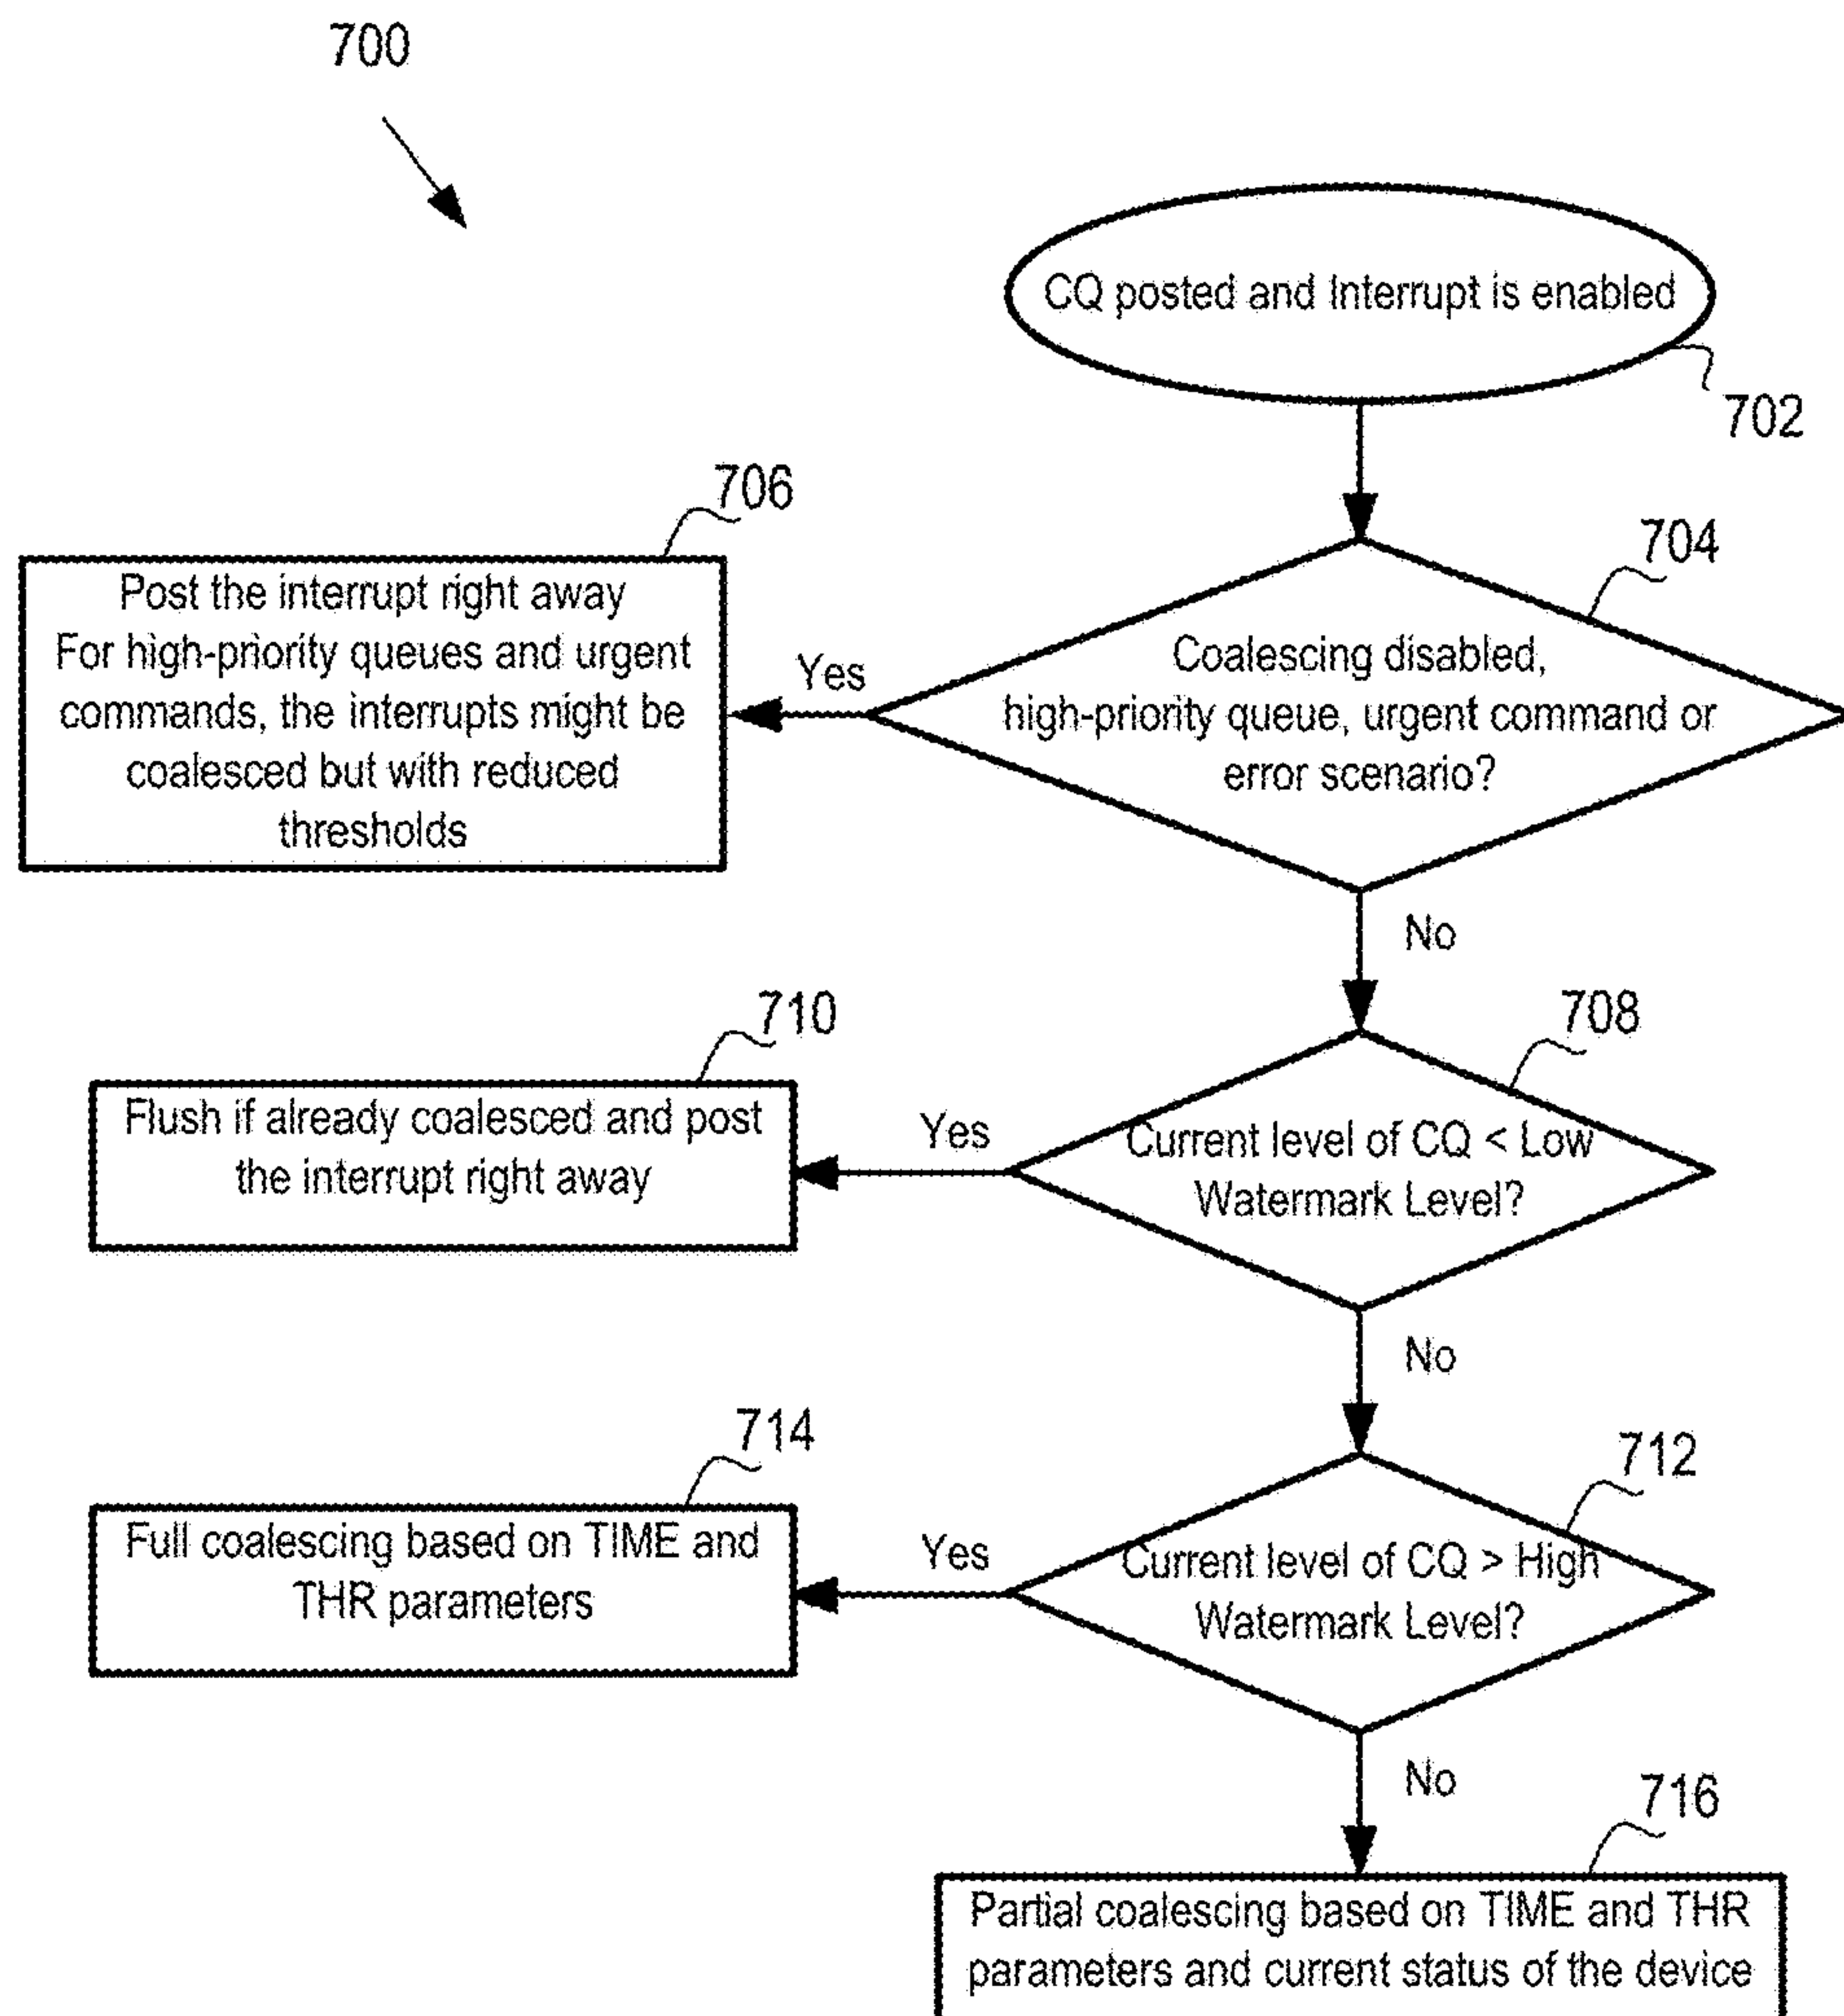 700
CQ posted and Interrupt is enabled
702
706
Post the interrupt right away
For high-priority queues and urgent
commands, the interrupts might be
coalesced but with reduced
thresholds
Yes
704
Coalescing disabled,
high-priority queue, urgent command or
error scenario?
No
710
Flush if already coalesced and post
the interrupt right away
Yes
708
Current level of CQ < Low
Watermark Level?
No
714
Full coalescing based on TIME and
THR parameters
Yes
712
Current level of CQ > High
Watermark Level?
No
716
Partial coalescing based on TIME and THR
parameters and current status of the device